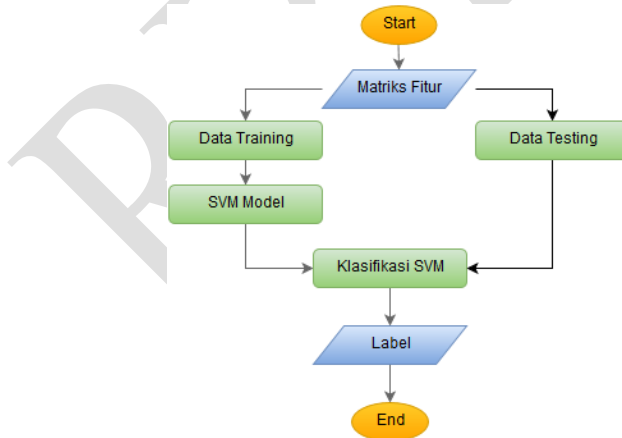 Start
Matriks Fitur
Data Training
Data Testing
SVM Model
Klasifikasi SVM
Label
End